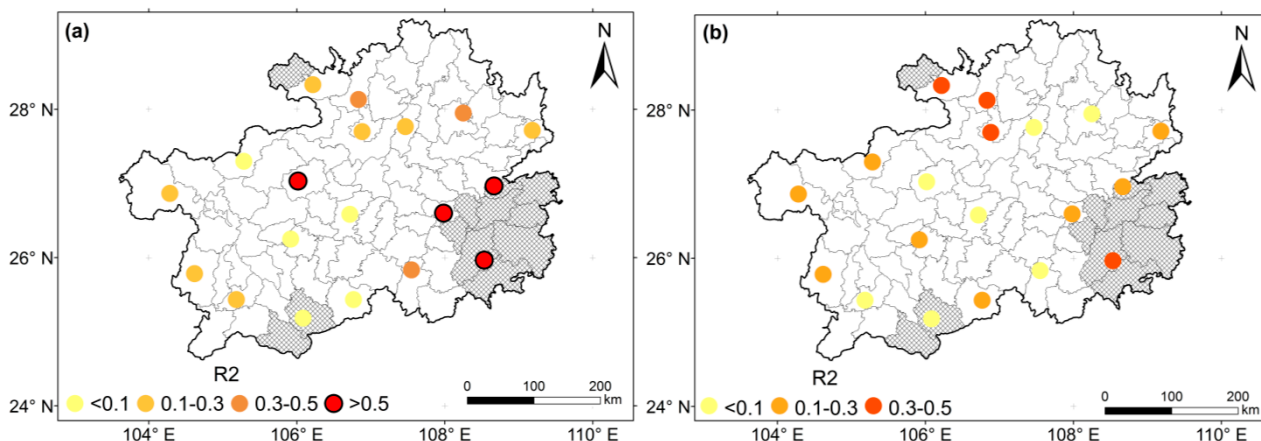 (a)
N
28° N
26° N
24° N
R2
<0.1 0.1-0.3 0.3-0.5 >0.5
0 100 200
km
104° E 106° E 108° E 110° E
(b)
N
28° N
26° N
24° N
R2
<0.1 0.1-0.3 0.3-0.5
0 100 200
km
104° E 106° E 108° E 110° E